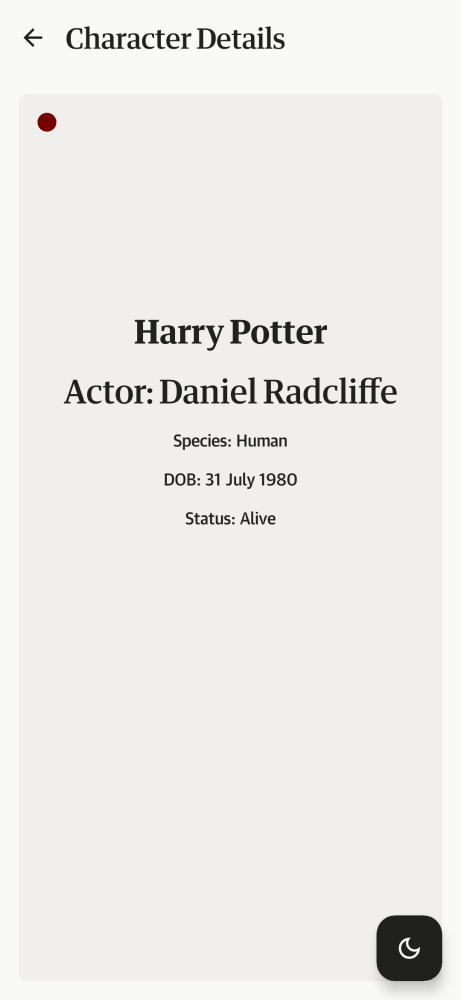 Character Details
Harry Potter
Actor: Daniel Radcliffe
Species: Human
DOB: 31 July 1980
Status: Alive